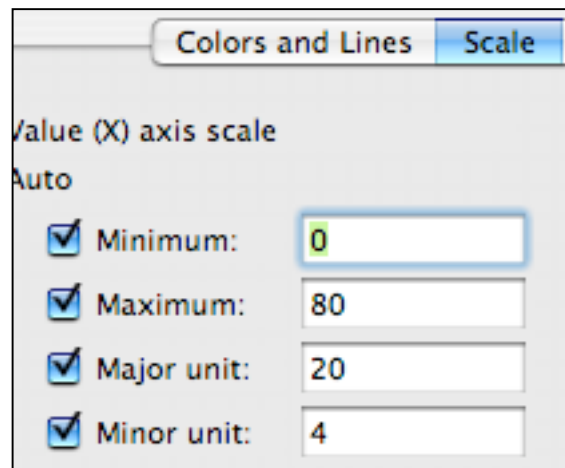 Colors and Lines Scale
Value (X) axis scale
Auto
Minimum: 0
Maximum: 80
Major unit: 20
Minor unit: 4